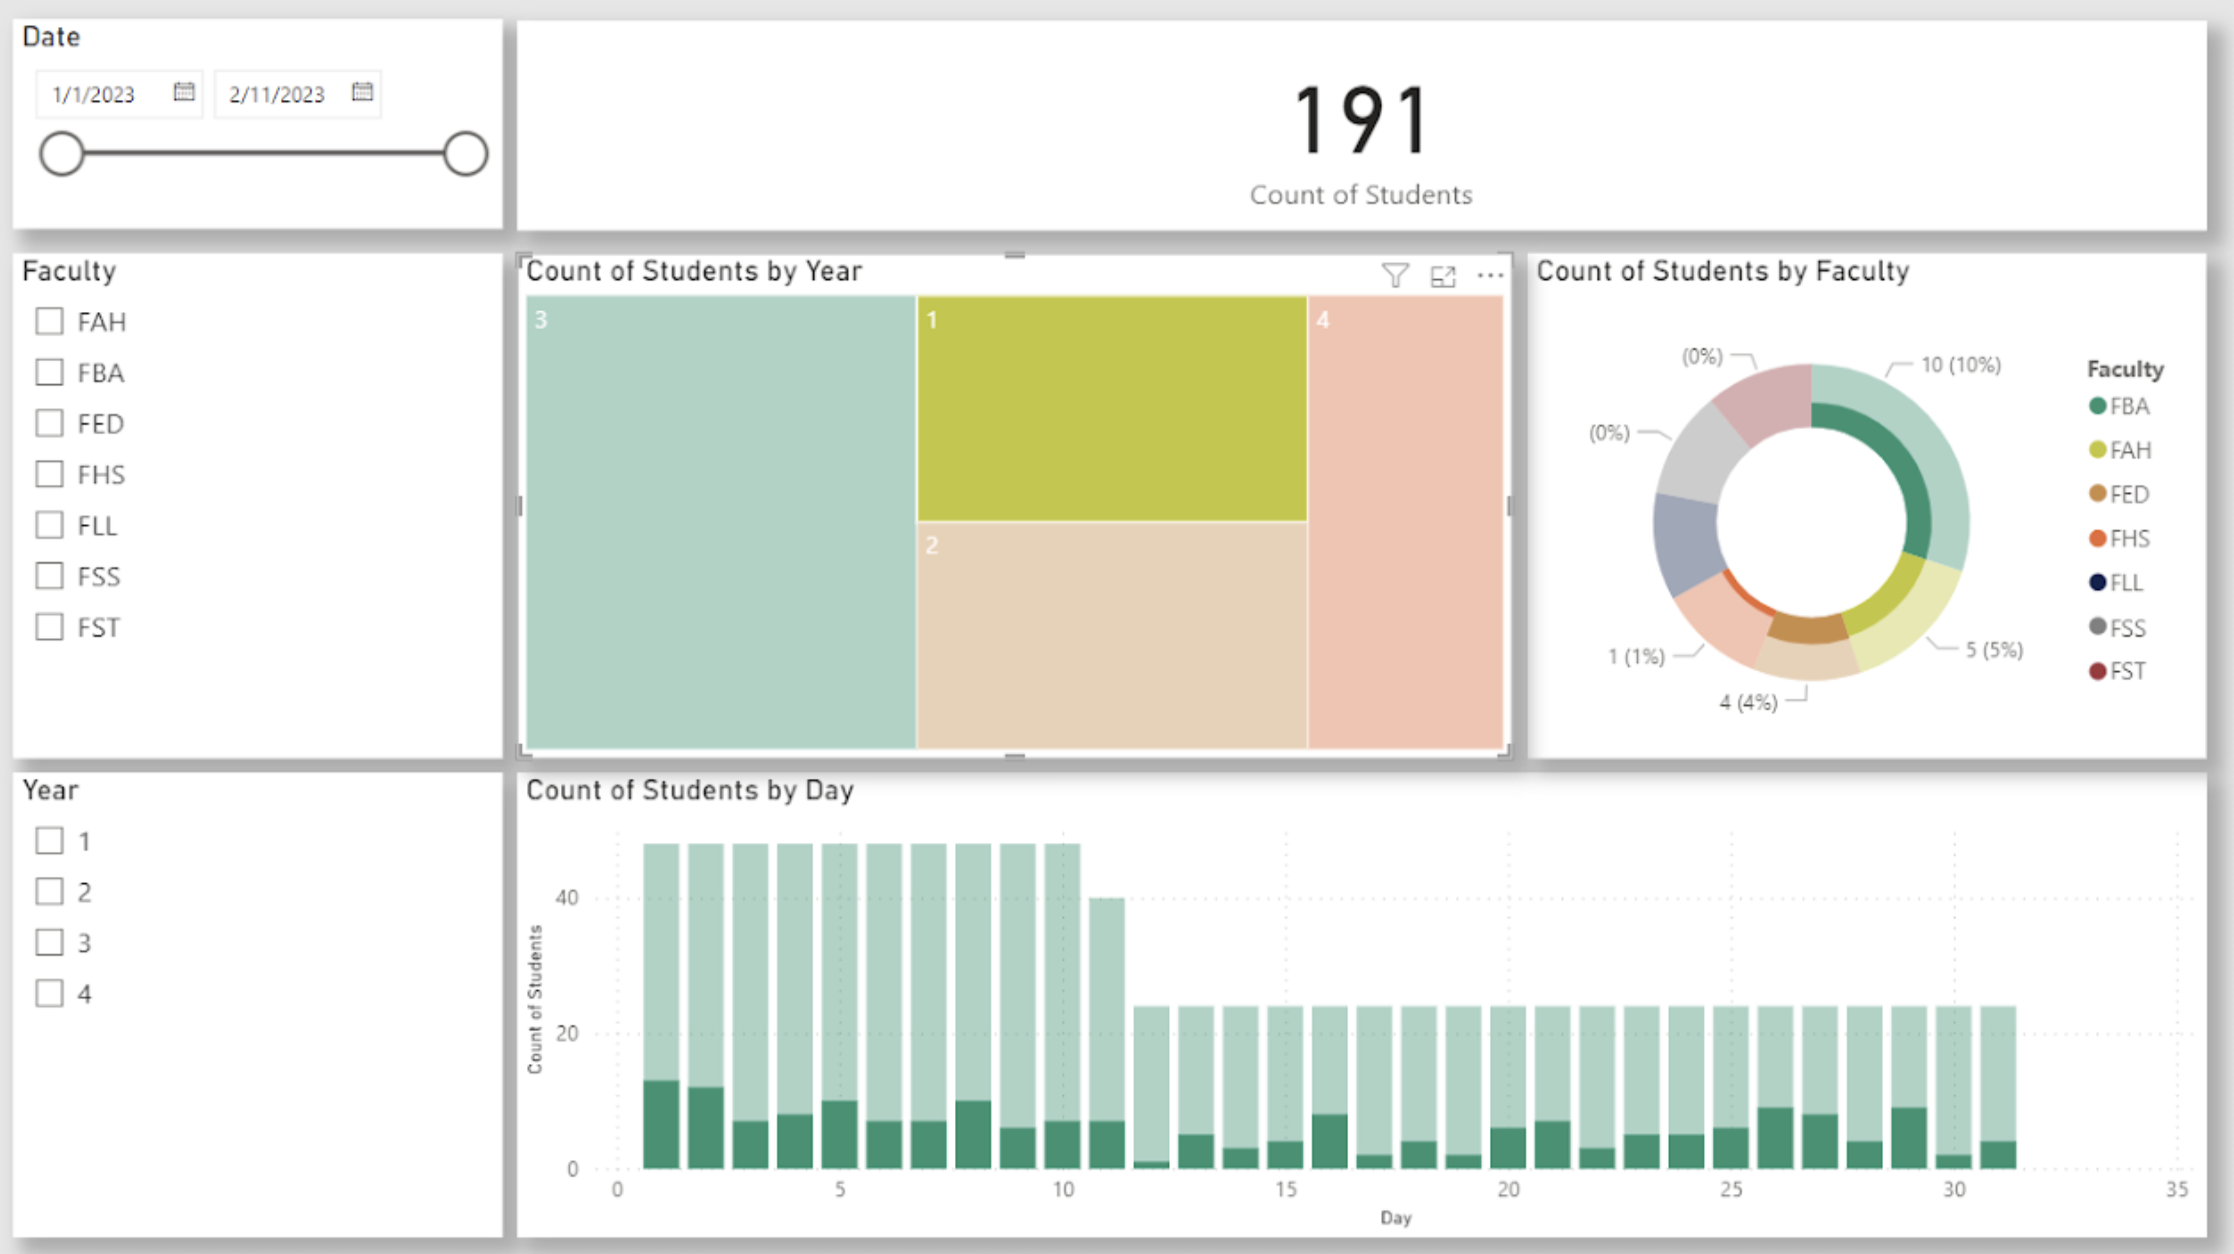 Date
1/1/2023
2/11/2023
191
Count of Students
Faculty
FAH
FBA
FED
FHS
FLL
FSS
FST
Count of Students by Year
3
1
4
2
Count of Students by Faculty
(0%)
10 (10%)
(0%)
1 (1%)
4 (4%)
5 (5%)
Faculty
FBA
FAH
FED
FHS
FLL
FSS
FST
Year
1
2
3
4
Count of Students by Day
Count of Students
40
20
0
0 5 10 15 20 25 30 35
Day